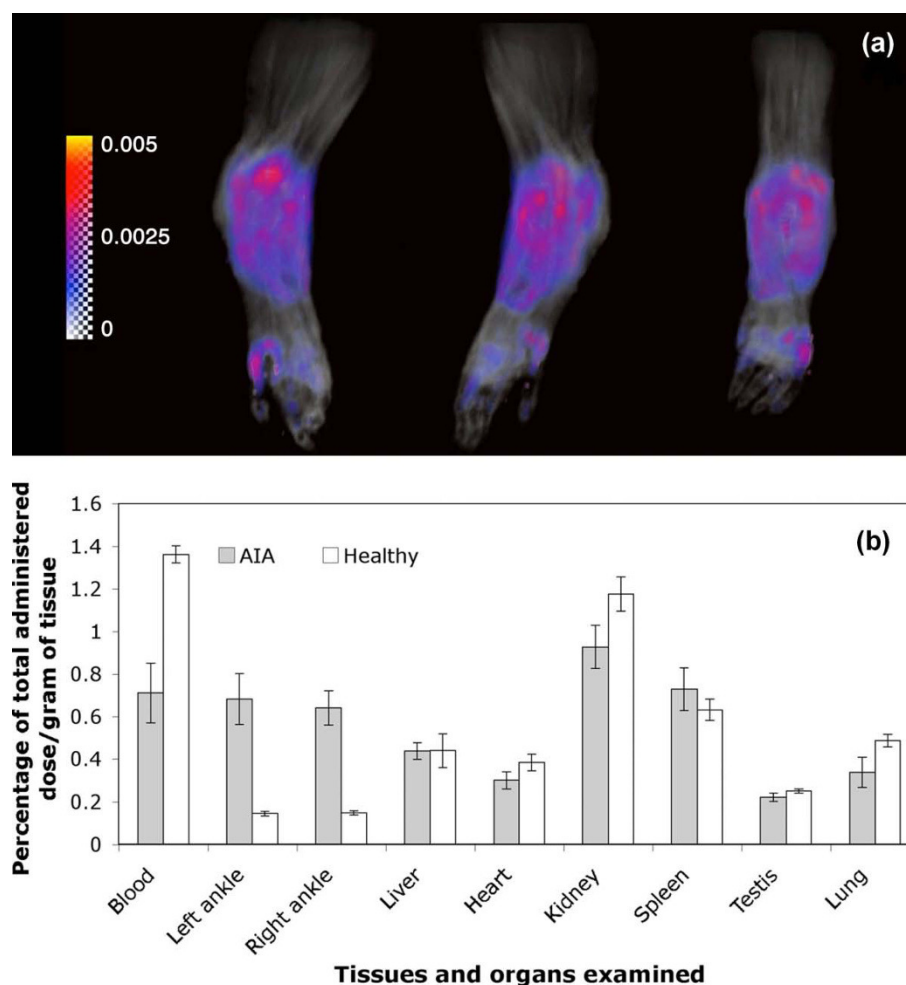 (a)
0.005
0.0025
0
Percentage of total administered
dose/gram of tissue
1.6
1.4
1.2
1
0.8
0.6
0.4
0.2
0
AIA Healthy
(b)
Blood
Left ankle
Right ankle
Liver
Heart
Kidney
Spleen
Testis
Lung
Tissues and organs examined